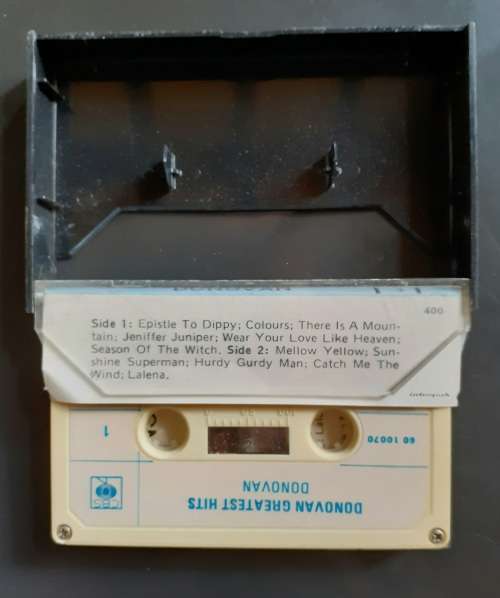 400
Side 1: Epistle To Dippy; Colours; There Is A Moun-
tain; Jeniffer Juniper; Wear Your Love Like Heaven;
Season Of The Witch. Side 2: Mellow Yellow; Sun-
shine Superman; Hurdy Gurdy Man; Catch Me The
Wind; Lalena.
1
60 10070
CBS
DONOVAN GREATEST HITS
DONOVAN